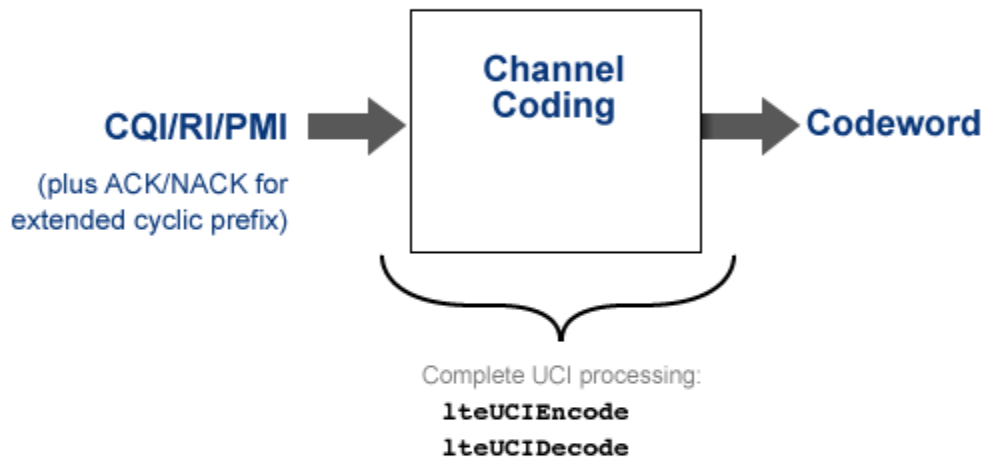 Channel
Coding
CQI/RI/PMI
Codeword
(plus ACK/NACK for
extended cyclic prefix)
Complete UCI processing:
lteUCIEncode
lteUCIDecode